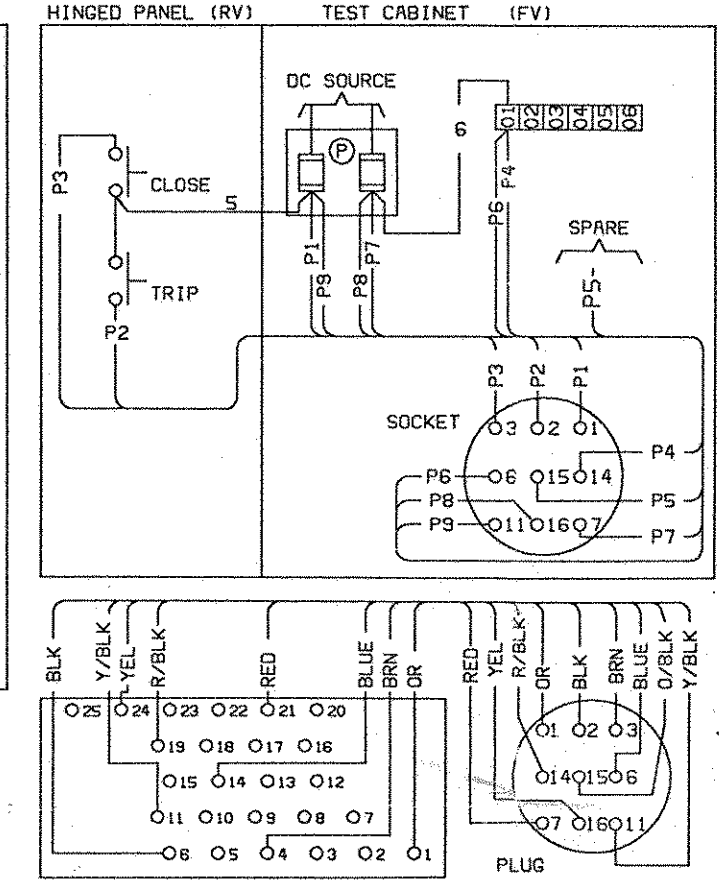 HINGED PANEL (RV)
TEST CABINET (FV)
DC SOURCE
P
01 02 03 04 05 06
6
P3
CLOSE
5
P6
P4
SPARE
P1
P9
P8
P7
P5
TRIP
P2
P3
P2
P1
SOCKET
3 2 1
P4
P6
6 15 14
P8
P5
P9
11 16 7
P7
BLK
Y/BLK
YEL
R/BLK
RED
BLUE
BRN
OR
RED
YEL
R/BLK
OR
BLK
BRN
BLUE
O/BLK
Y/BLK
25 24 23 22 21 20
19 18 17 16
15 14 13 12
11 10 9 8 7
6 5 4 3 2 1
1 2 3
14 15 6
7 16 11
PLUG